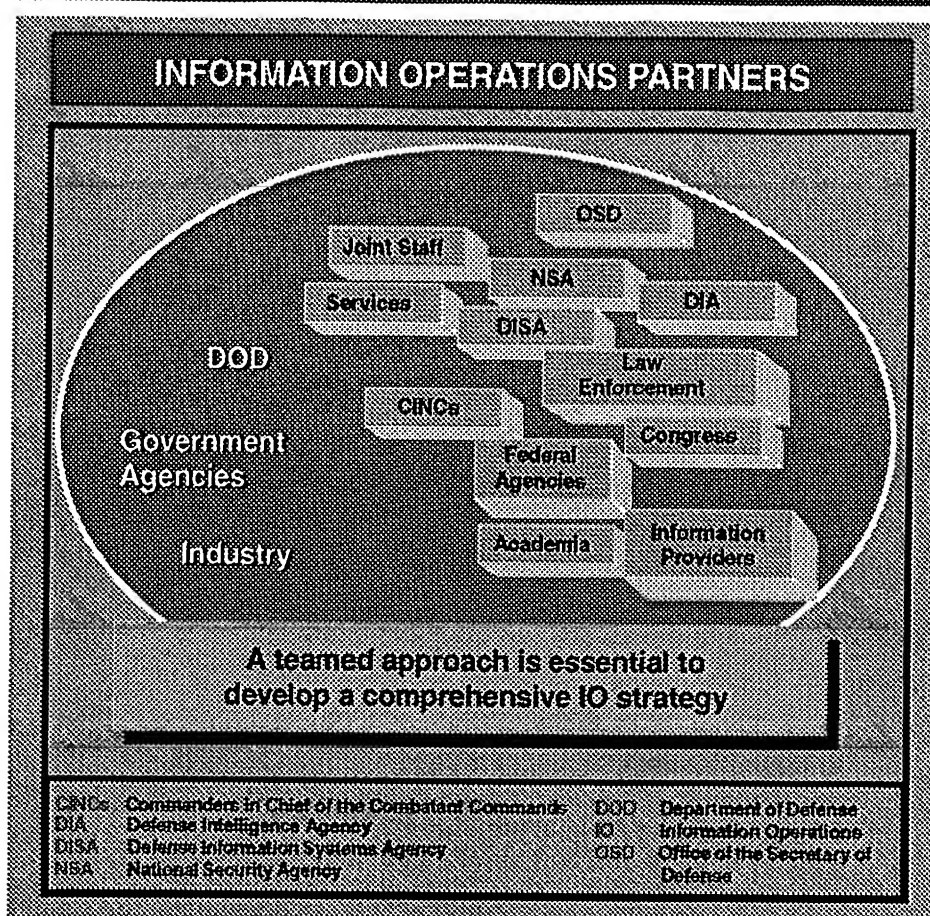 INFORMATION OPERATIONS PARTNERS
OSD
Joint Staff
NSA
Services
DIA
DISA
DOD
Law
Enforcement
CINCs
Congress
Government
Agencies
Federal
Agencies
Industry
Academia
Information
Providers
A teamed approach is essential to
develop a comprehensive IO strategy
CINCs Commanders in Chief of the Combatant Commands
DIA Defense Intelligence Agency
DISA Defense Information Systems Agency
NSA National Security Agency
DOD Department of Defense
IO Information Operations
OSD Office of the Secretary of
Defense